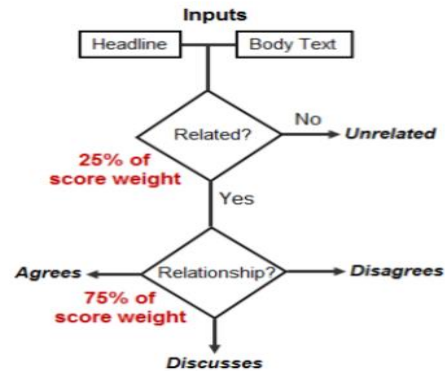 Inputs
Headline
Body Text
Related?
No
Unrelated
25% of
score weight
Yes
Agrees
Relationship?
Disagrees
75% of
score weight
Discusses